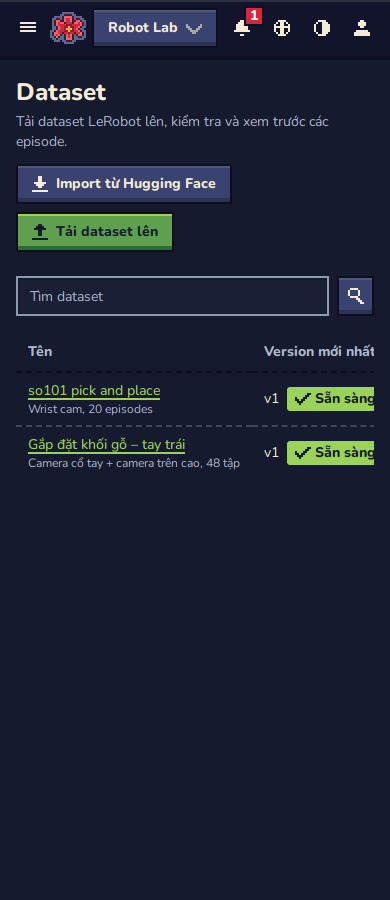 Robot Lab
1
Dataset
Tải dataset LeRobot lên, kiểm tra và xem trước các
episode.
Import từ Hugging Face
Tải dataset lên
Tìm dataset
Tên
Version mới nhất
so101 pick and place
Wrist cam, 20 episodes
v1
Sẵn sàng
Gắp đặt khối gỗ – tay trái
Camera cổ tay + camera trên cao, 48 tập
v1
Sẵn sàng